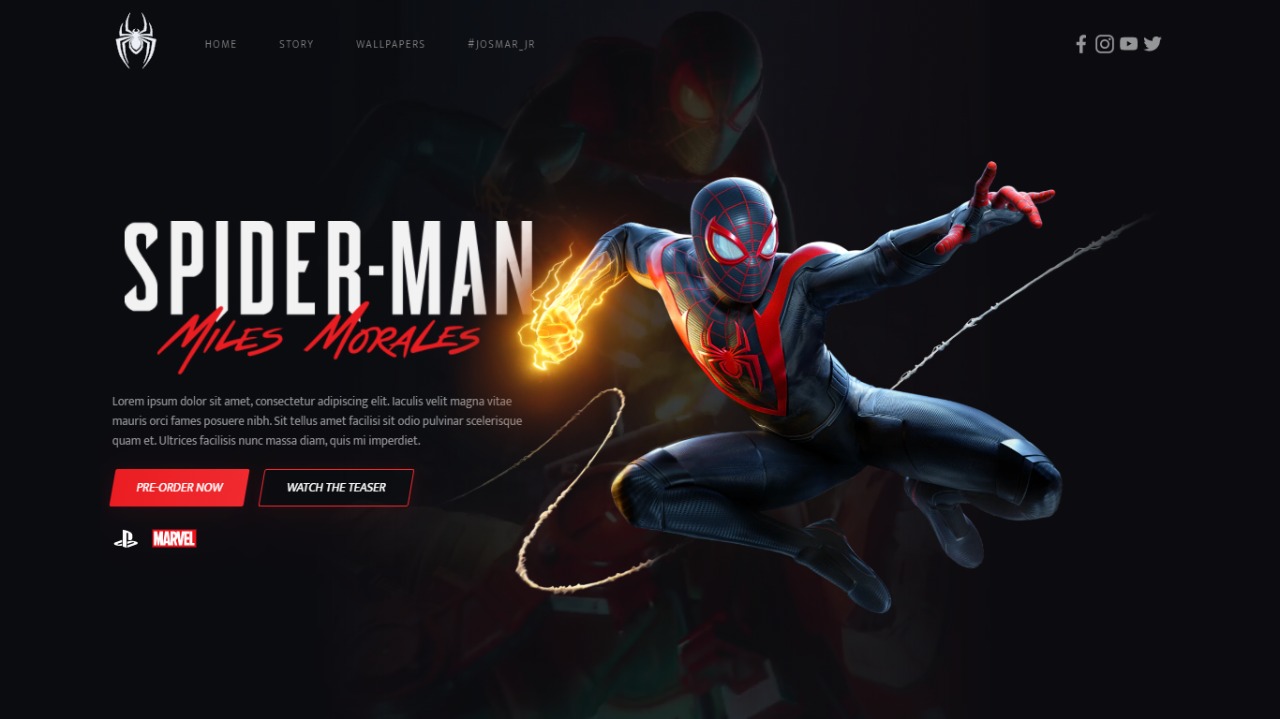 HOME STORY WALLPAPERS #JOSMAR_JR
SPIDER-MAN
MILES MORALES
Lorem ipsum dolor sit amet, consectetur adipiscing elit. Iaculis velit magna vitae
mauris orci fames posuere nibh. Sit tellus amet facilisi sit odio pulvinar scelerisque
quam et. Ultrices facilisis nunc massa diam, quis mi imperdiet.
PRE-ORDER NOW WATCH THE TEASER
MARVEL